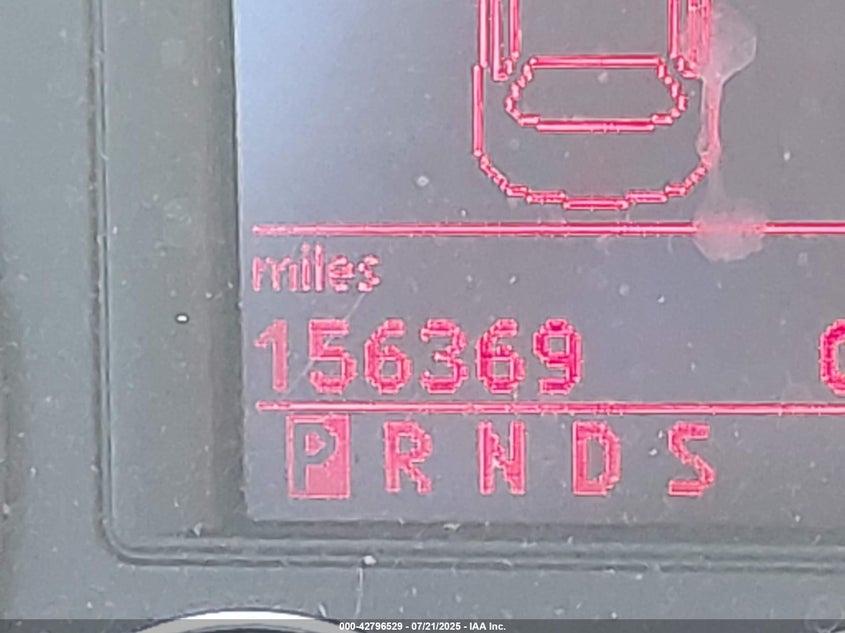 miles
156369
P R N D S
000-42796529 - 07/21/2025 - IAA Inc.